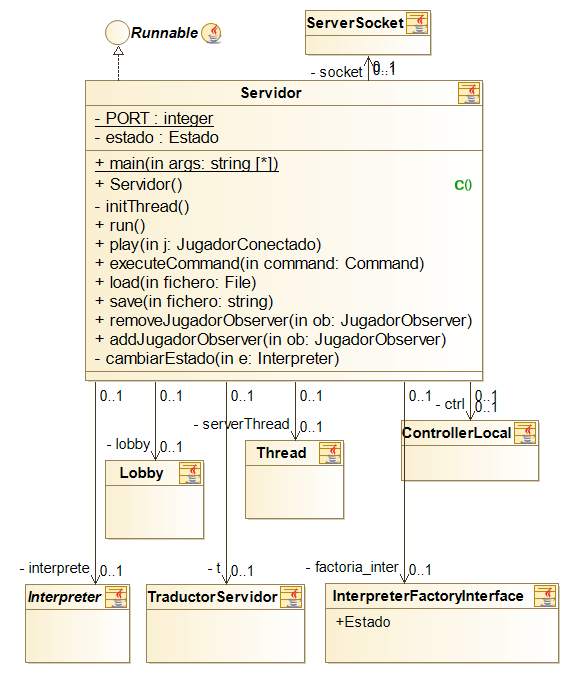 Runnable
ServerSocket
- socket
0..1
0..1
Servidor
- PORT : integer
- estado : Estado
+ main(in args: string [*])
+ Servidor()
C()
- initThread()
+ run()
+ play(in j: JugadorConectado)
+ executeCommand(in command: Command)
+ load(in fichero: File)
+ save(in fichero: string)
+ removeJugadorObserver(in ob: JugadorObserver)
+ addJugadorObserver(in ob: JugadorObserver)
- cambiarEstado(in e: Interpreter)
0..1 0..1 0..1 0..1 0..1 0..1
- ctrl
0..1
- serverThread
0..1
ControllerLocal
- lobby
0..1
Thread
Lobby
- interprete
0..1
- t
0..1
- factoria_inter
0..1
Interpreter
TraductorServidor
InterpreterFactoryInterface
+Estado